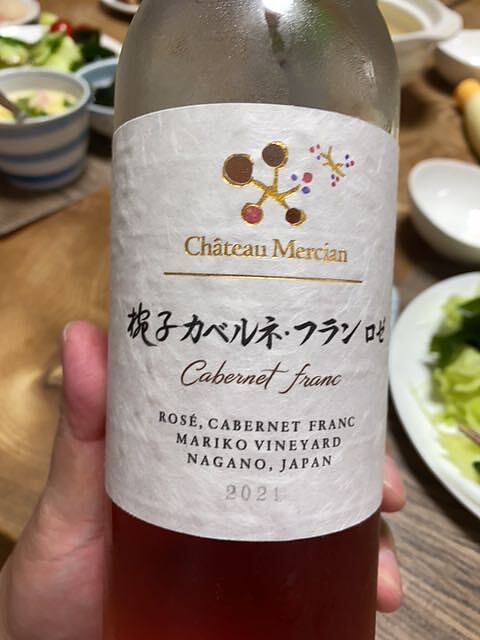 Château Mercian
椀子カベルネ・フラン ロゼ
Cabernet franc
ROSÉ, CABERNET FRANC
MARIKO VINEYARD
NAGANO, JAPAN
2021